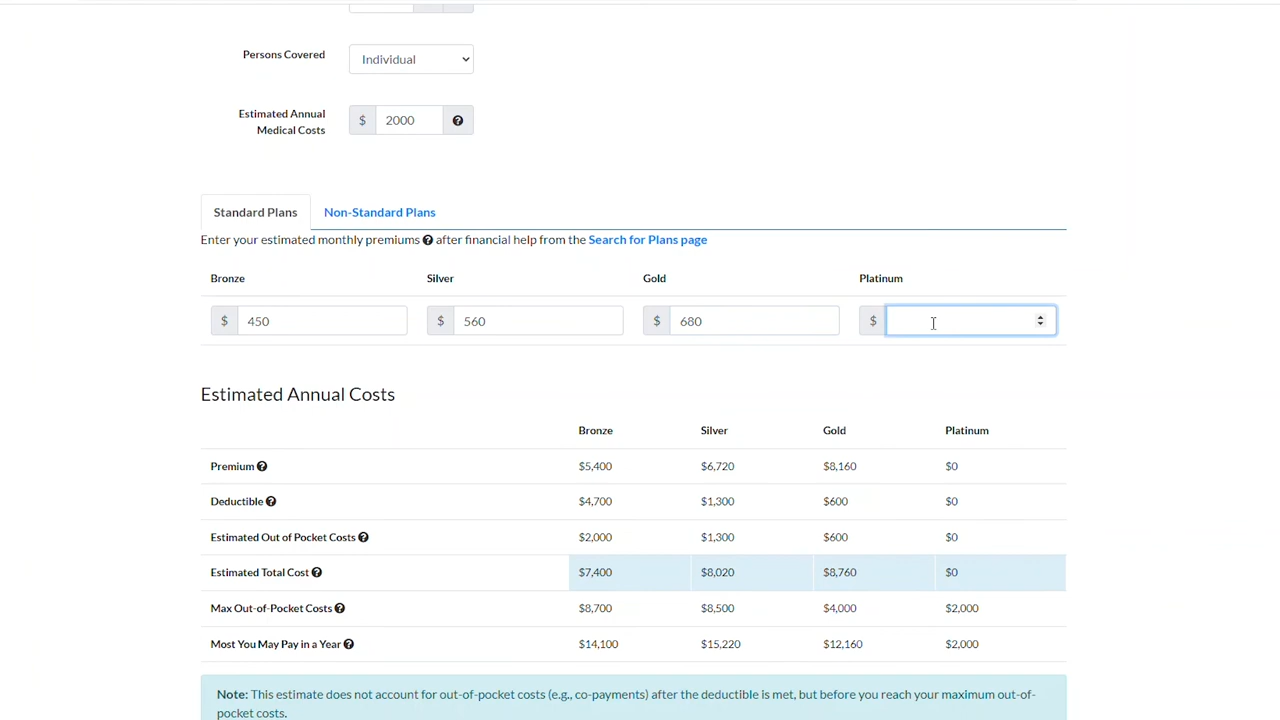 Persons Covered
Individual
Estimated Annual
Medical Costs
$ 2000 ?
Standard Plans Non-Standard Plans
Enter your estimated monthly premiums ? after financial help from the Search for Plans page
Bronze Silver Gold Platinum
$ 450 $ 560 $ 680 $
Estimated Annual Costs
Bronze Silver Gold Platinum
Premium ? $5,400 $6,720 $8,160 $0
Deductible ? $4,700 $1,300 $600 $0
Estimated Out of Pocket Costs ? $2,000 $1,300 $600 $0
Estimated Total Cost ? $7,400 $8,020 $8,760 $0
Max Out-of-Pocket Costs ? $8,700 $8,500 $4,000 $2,000
Most You May Pay in a Year ? $14,100 $15,220 $12,160 $2,000
Note: This estimate does not account for out-of-pocket costs (e.g., co-payments) after the deductible is met, but before you reach your maximum out-of-
pocket costs.